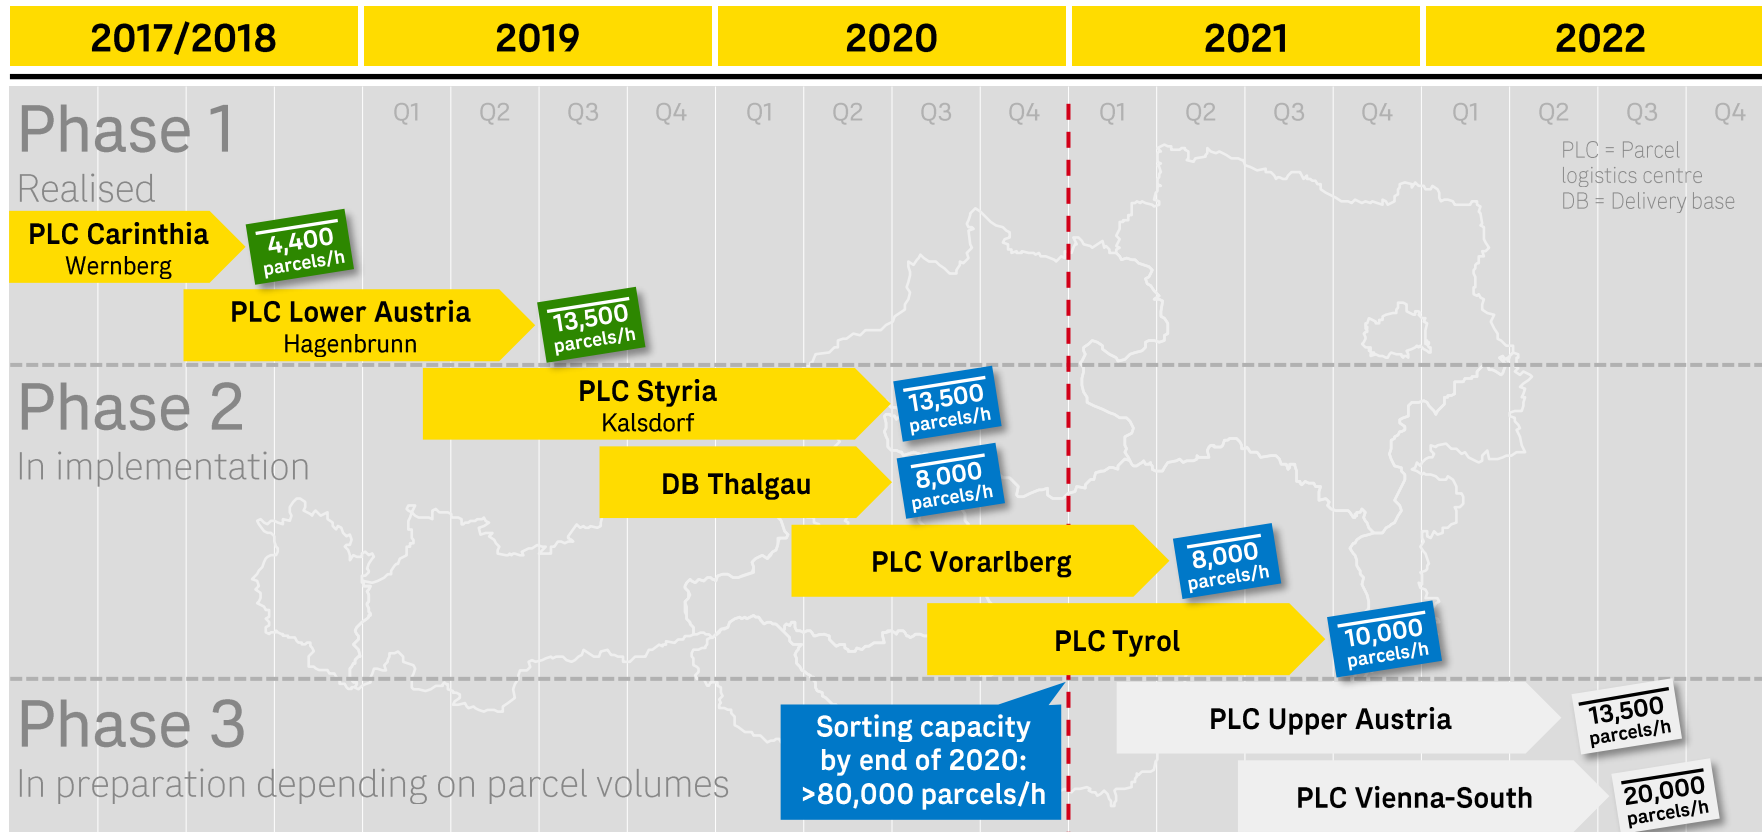 2017/2018
2019
2020
2021
2022
Phase 1
Realised
Q1
Q2
Q3
Q4
Q1
Q2
Q3
Q4
Q1
Q2
Q3
Q4
Q1
Q2
Q3
Q4
PLC = Parcel
logistics centre
DB = Delivery base
PLC Carinthia
Wernberg
4,400
parcels/h
PLC Lower Austria
Hagenbrunn
13,500
parcels/h
Phase 2
In implementation
PLC Styria
Kalsdorf
13,500
parcels/h
DB Thalgau
8,000
parcels/h
PLC Vorarlberg
8,000
parcels/h
PLC Tyrol
10,000
parcels/h
Phase 3
In preparation depending on parcel volumes
Sorting capacity
by end of 2020:
>80,000 parcels/h
PLC Upper Austria
13,500
parcels/h
PLC Vienna-South
20,000
parcels/h